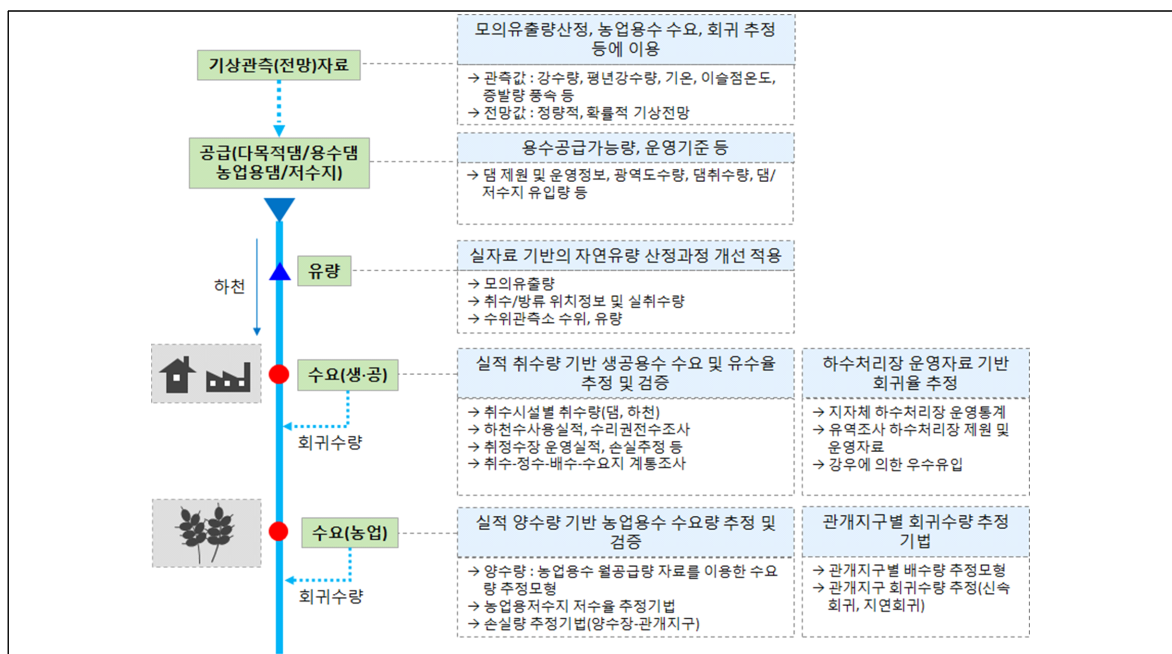 모의유출량산정, 농업용수 수요, 회귀 추정
등에 이용
기상관측(전망)자료
→ 관측값 : 강수량, 평년강수량, 기온, 이슬점온도,
증발량 풍속 등
→ 전망값 : 정량적, 확률적 기상전망
공급(다목적댐/용수댐
농업용댐/저수지)
용수공급가능량, 운영기준 등
→ 댐 제원 및 운영정보, 광역도수량, 댐취수량, 댐/
저수지 유입량 등
하천
유량
실자료 기반의 자연유량 산정과정 개선 적용
→ 모의유출량
→ 취수/방류 위치정보 및 실취수량
→ 수위관측소 수위, 유량
수요(생·공)
회귀수량
실적 취수량 기반 생공용수 수요 및 유수율
추정 및 검증
→ 취수시설별 취수량(댐, 하천)
→ 하천수사용실적, 수리권전수조사
→ 취정수장 운영실적, 손실추정 등
→ 취수-정수-배수-수요지 계통조사
하수처리장 운영자료 기반
회귀율 추정
→ 지자체 하수처리장 운영통계
→ 유역조사 하수처리장 제원 및
운영자료
→ 강우에 의한 우수유입
수요(농업)
회귀수량
실적 양수량 기반 농업용수 수요량 추정 및
검증
→ 양수량 : 농업용수 월공급량 자료를 이용한 수요
량 추정모형
→ 농업용저수지 저수율 추정기법
→ 손실량 추정기법(양수장-관개지구)
관개지구별 회귀수량 추정
기법
→ 관개지구별 배수량 추정모형
→ 관개지구 회귀수량 추정(신속
회귀, 지연회귀)